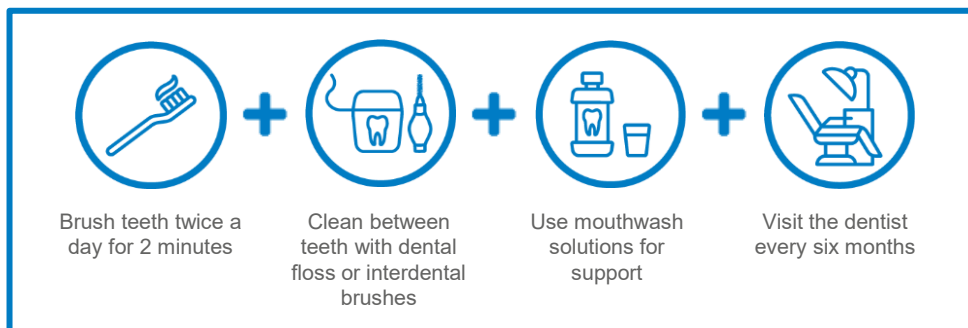 Brush teeth twice a
day for 2 minutes
Clean between
teeth with dental
floss or interdental
brushes
Use mouthwash
solutions for
support
Visit the dentist
every six months